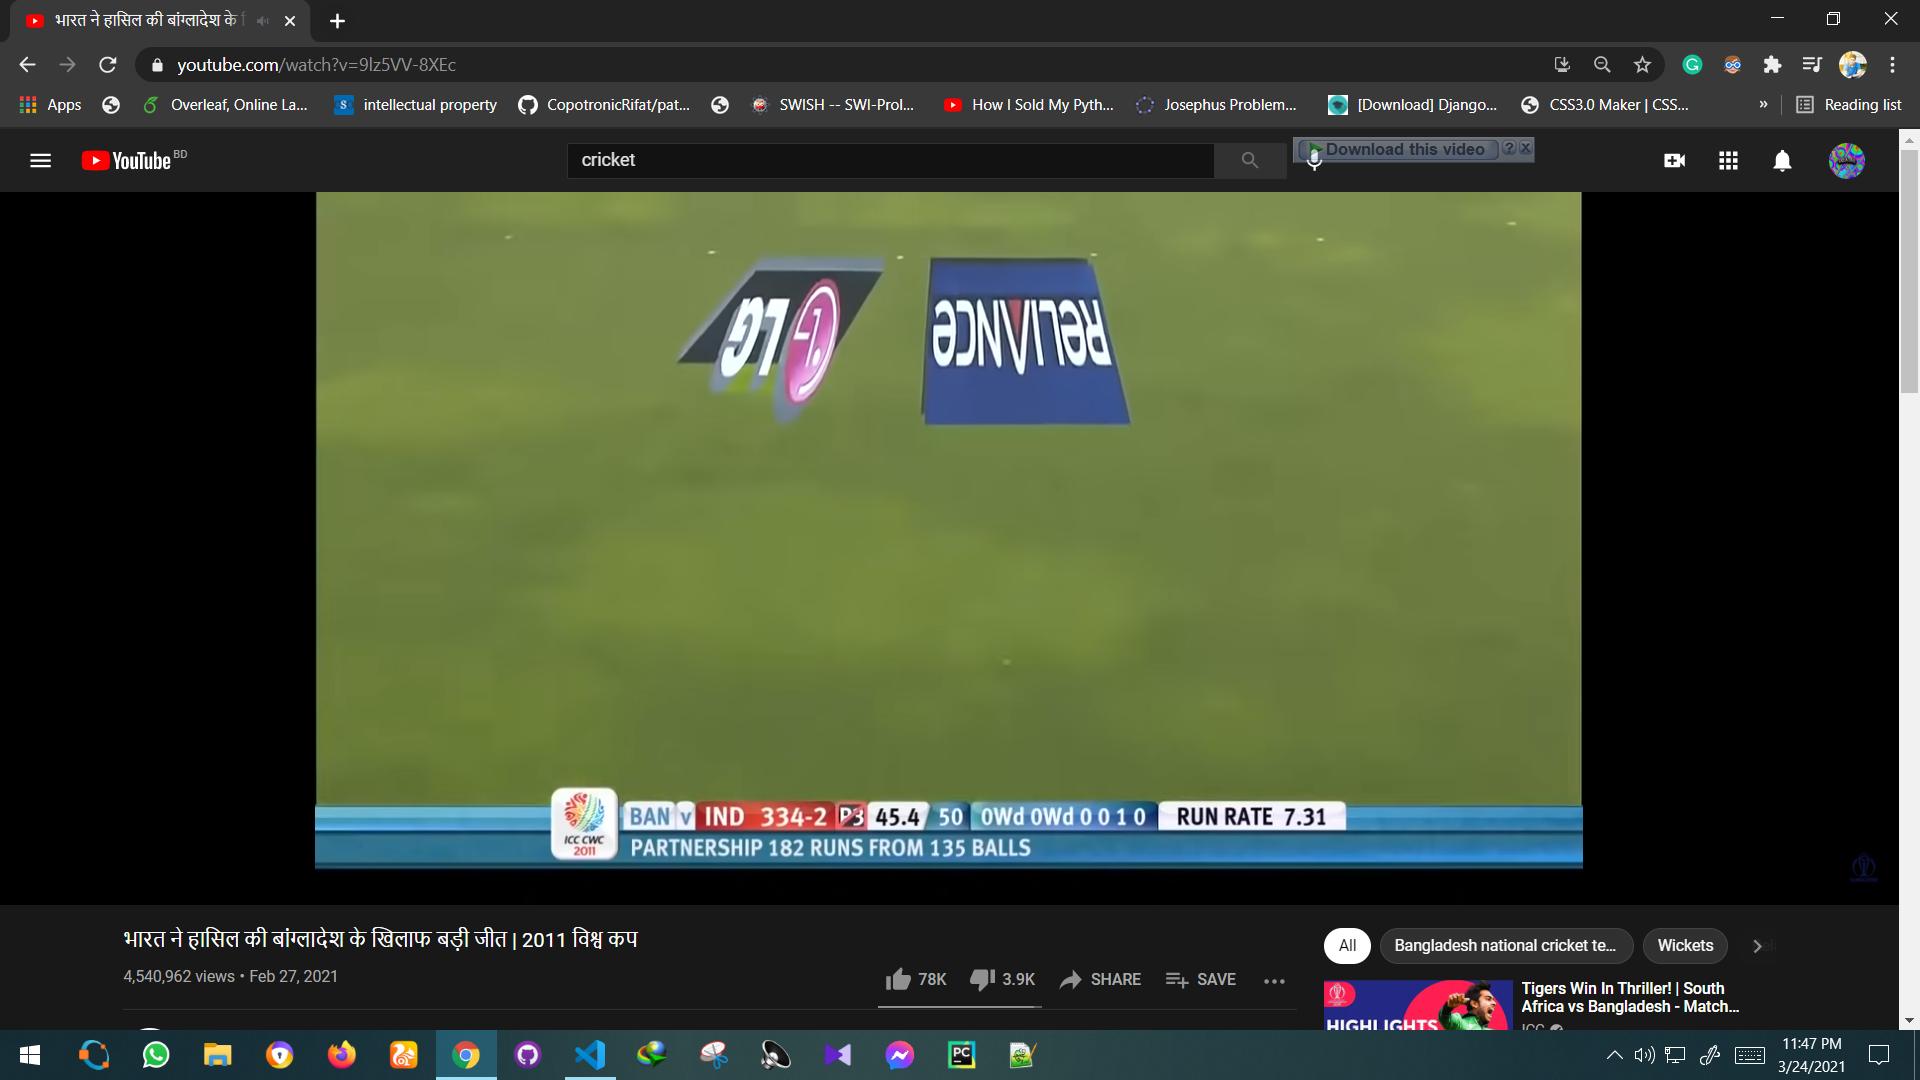 भारत ने हासिल की बांग्लादेश के
youtube.com/watch?v=9lz5VV-8XEc
Apps
Overleaf, Online La...
intellectual property
CopotronicRifat/pat...
SWISH -- SWI-Prol...
How I Sold My Pyth...
Josephus Problem...
[Download] Django...
CSS3.0 Maker | CSS...
»
Reading list
YouTube BD
cricket
Download this video ? x
LG
RELIANCE
BAN v IND 334-2 P3 45.4 50 0Wd 0Wd 0 0 1 0 RUN RATE 7.31
ICC CWC 2011
PARTNERSHIP 182 RUNS FROM 135 BALLS
भारत ने हासिल की बांग्लादेश के खिलाफ बड़ी जीत | 2011 विश्व कप
4,540,962 views • Feb 27, 2021
78K
3.9K
SHARE
SAVE
All
Bangladesh national cricket te...
Wickets
HIGHLIGHTS
Tigers Win In Thriller! | South
Africa vs Bangladesh - Match...
ICC
PC
11:47 PM
3/24/2021